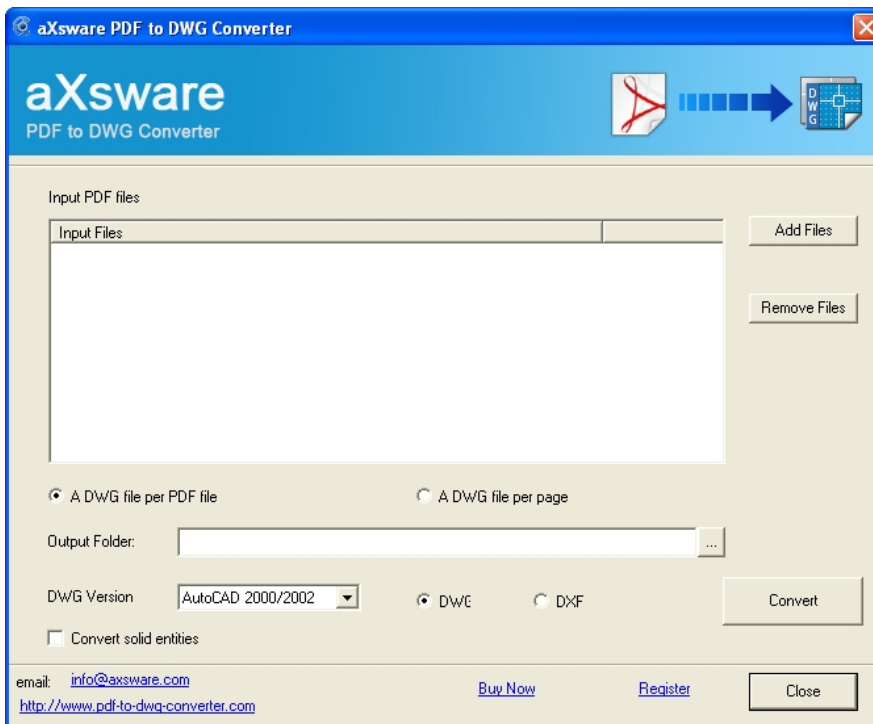 aXsware PDF to DWG Converter
aXsware
PDF to DWG Converter
DWG
Input PDF files
Input Files
Add Files
Remove Files
A DWG file per PDF file
A DWG file per page
Output Folder:
...
DWG Version
AutoCAD 2000/2002
DWG
DXF
Convert
Convert solid entities
email: info@axsware.com
http://www.pdf-to-dwg-converter.com
Buy Now
Register
Close